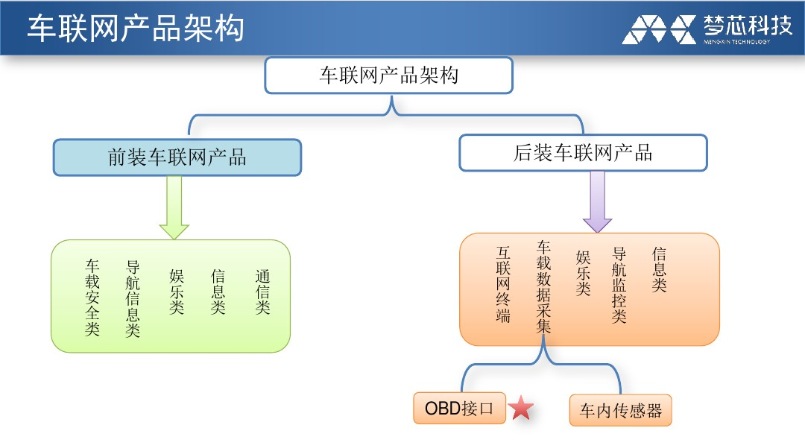 车联网产品架构
梦芯科技
MENGXIN TECHNOLOGY
车联网产品架构
前装车联网产品
后装车联网产品
车载安全类
导航信息类
娱乐类
信息类
通信类
互联网终端
车载数据采集
娱乐类
导航监控类
信息类
OBD接口
车内传感器